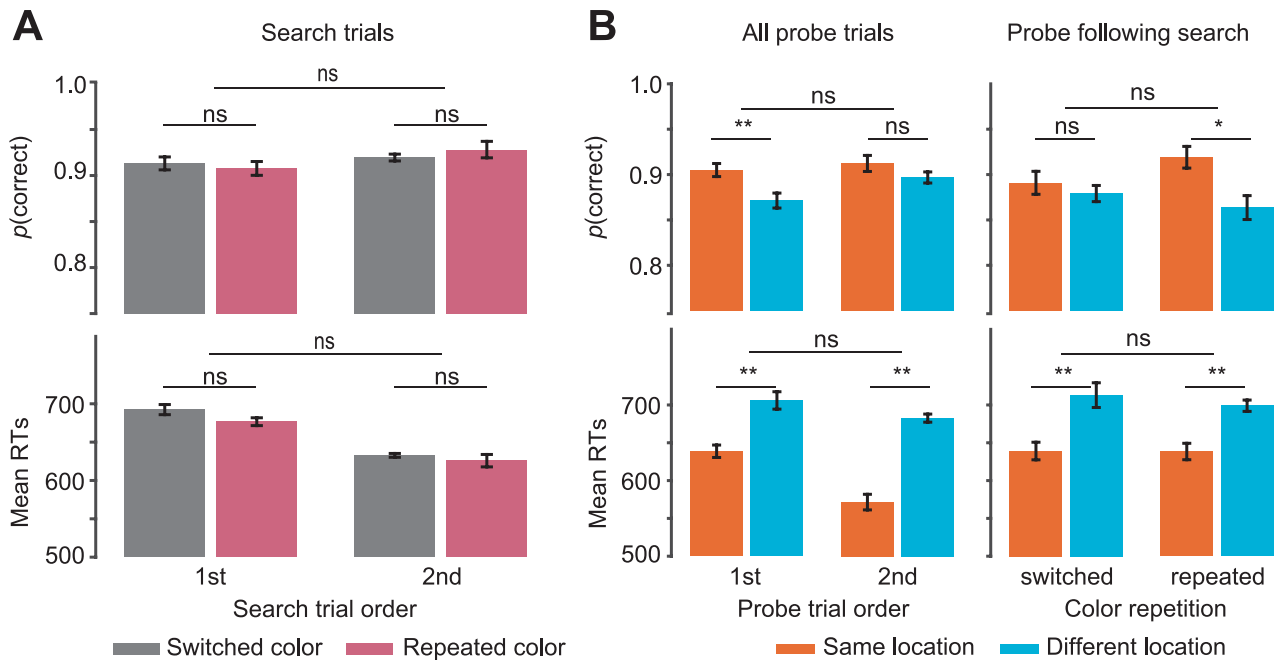 A
Search trials
ns
1.0
ns
ns
0.9
0.8
p(correct)
ns
ns
ns
700
600
500
Mean RTs
1st
2nd
Search trial order
Switched color
Repeated color
B
All probe trials
Probe following search
ns
1.0
**
ns
0.9
0.8
p(correct)
ns
ns
*
ns
**
**
700
600
500
Mean RTs
1st
2nd
Probe trial order
ns
**
**
switched
repeated
Color repetition
Same location
Different location